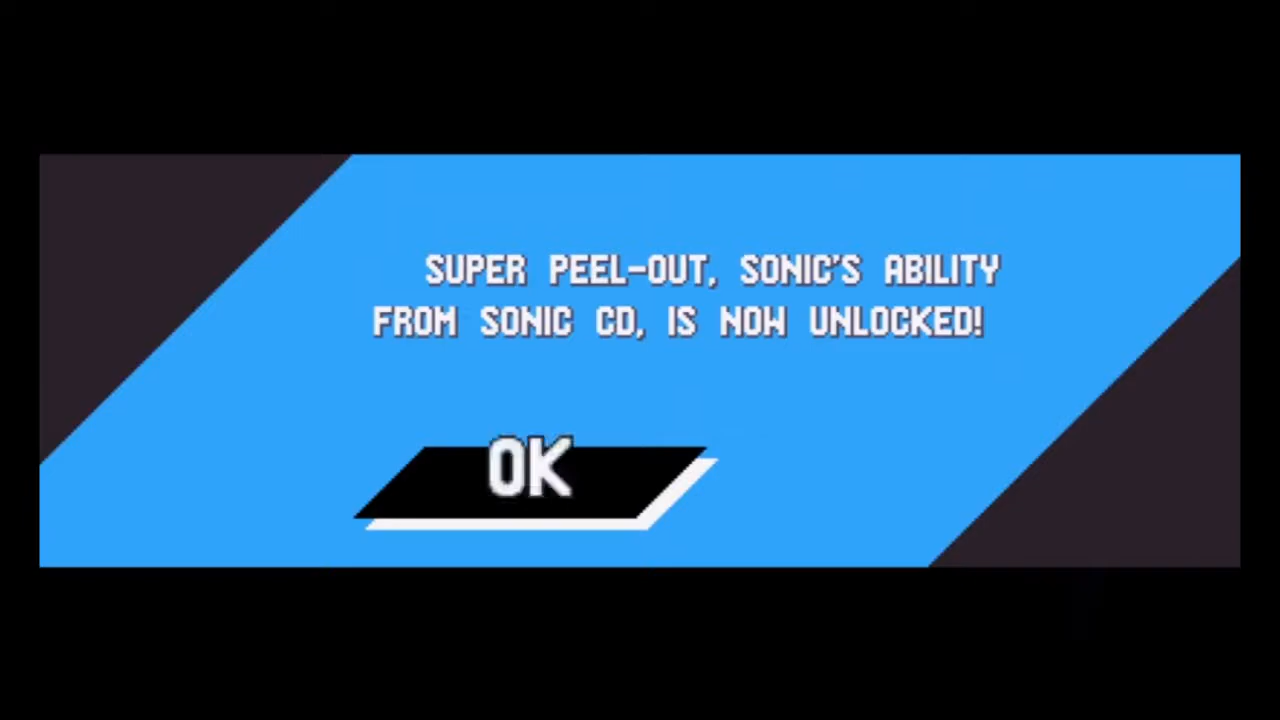 SUPER PEEL-OUT, SONIC'S ABILITY
FROM SONIC CD, IS NOW UNLOCKED!
OK